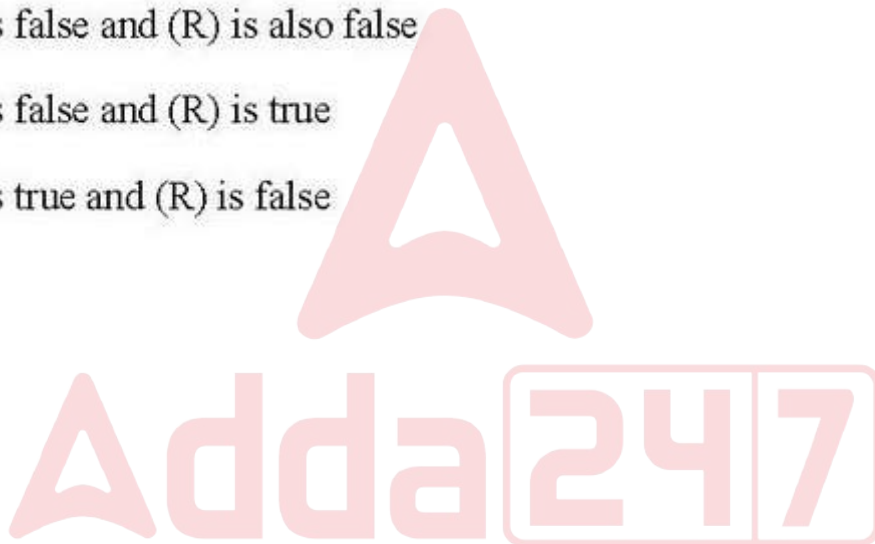 s false and (R) is also false
s false and (R) is true
s true and (R) is false
Adda247